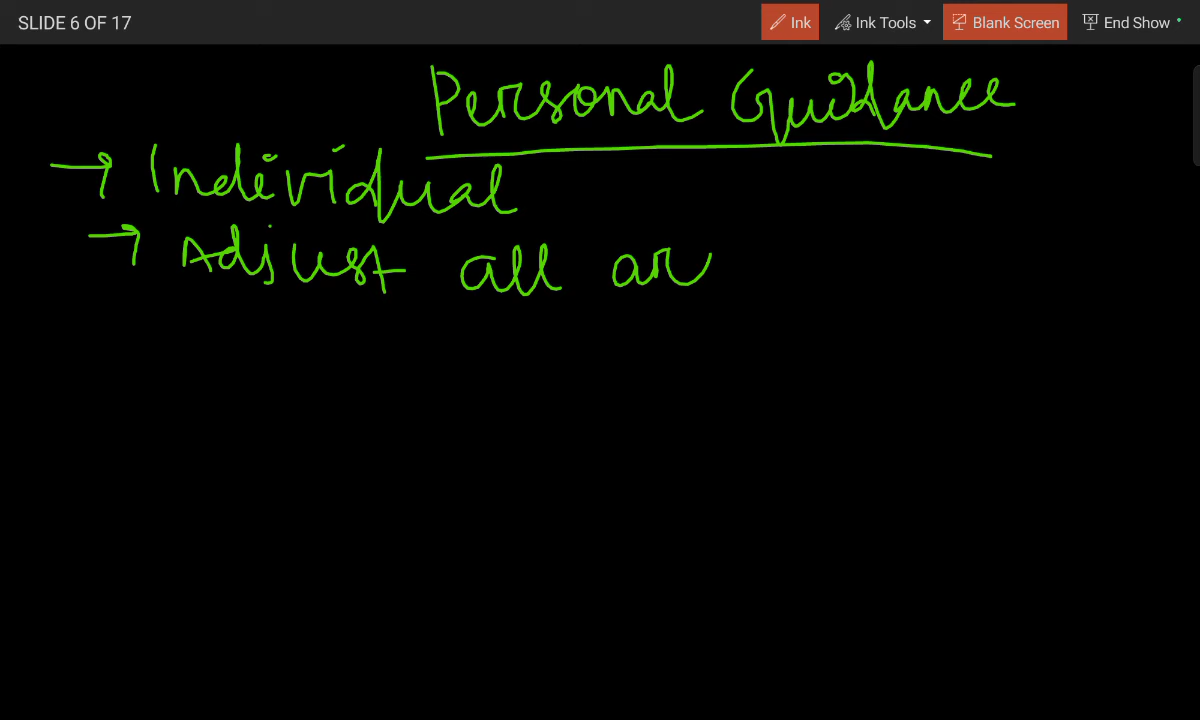 SLIDE 6 OF 17 Ink Ink Tools Blank Screen End Show
Personal Guidance
→ Individual
→ Adjust all ar